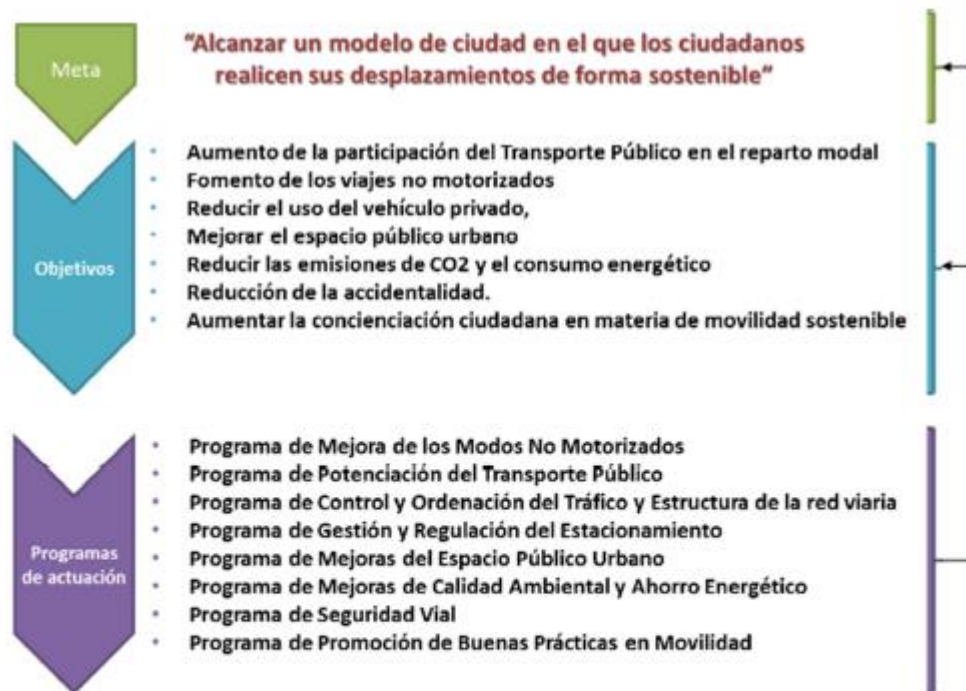 Meta
"Alcanzar un modelo de ciudad en el que los ciudadanos
realicen sus desplazamientos de forma sostenible"
Objetivos
Aumento de la participación del Transporte Público en el reparto modal
Fomento de los viajes no motorizados
Reducir el uso del vehículo privado,
Mejorar el espacio público urbano
Reducir las emisiones de CO2 y el consumo energético
Reducción de la accidentalidad.
Aumentar la concienciación ciudadana en materia de movilidad sostenible
Programas
de actuación
Programa de Mejora de los Modos No Motorizados
Programa de Potenciación del Transporte Público
Programa de Control y Ordenación del Tráfico y Estructura de la red viaria
Programa de Gestión y Regulación del Estacionamiento
Programa de Mejoras del Espacio Público Urbano
Programa de Mejoras de Calidad Ambiental y Ahorro Energético
Programa de Seguridad Vial
Programa de Promoción de Buenas Prácticas en Movilidad